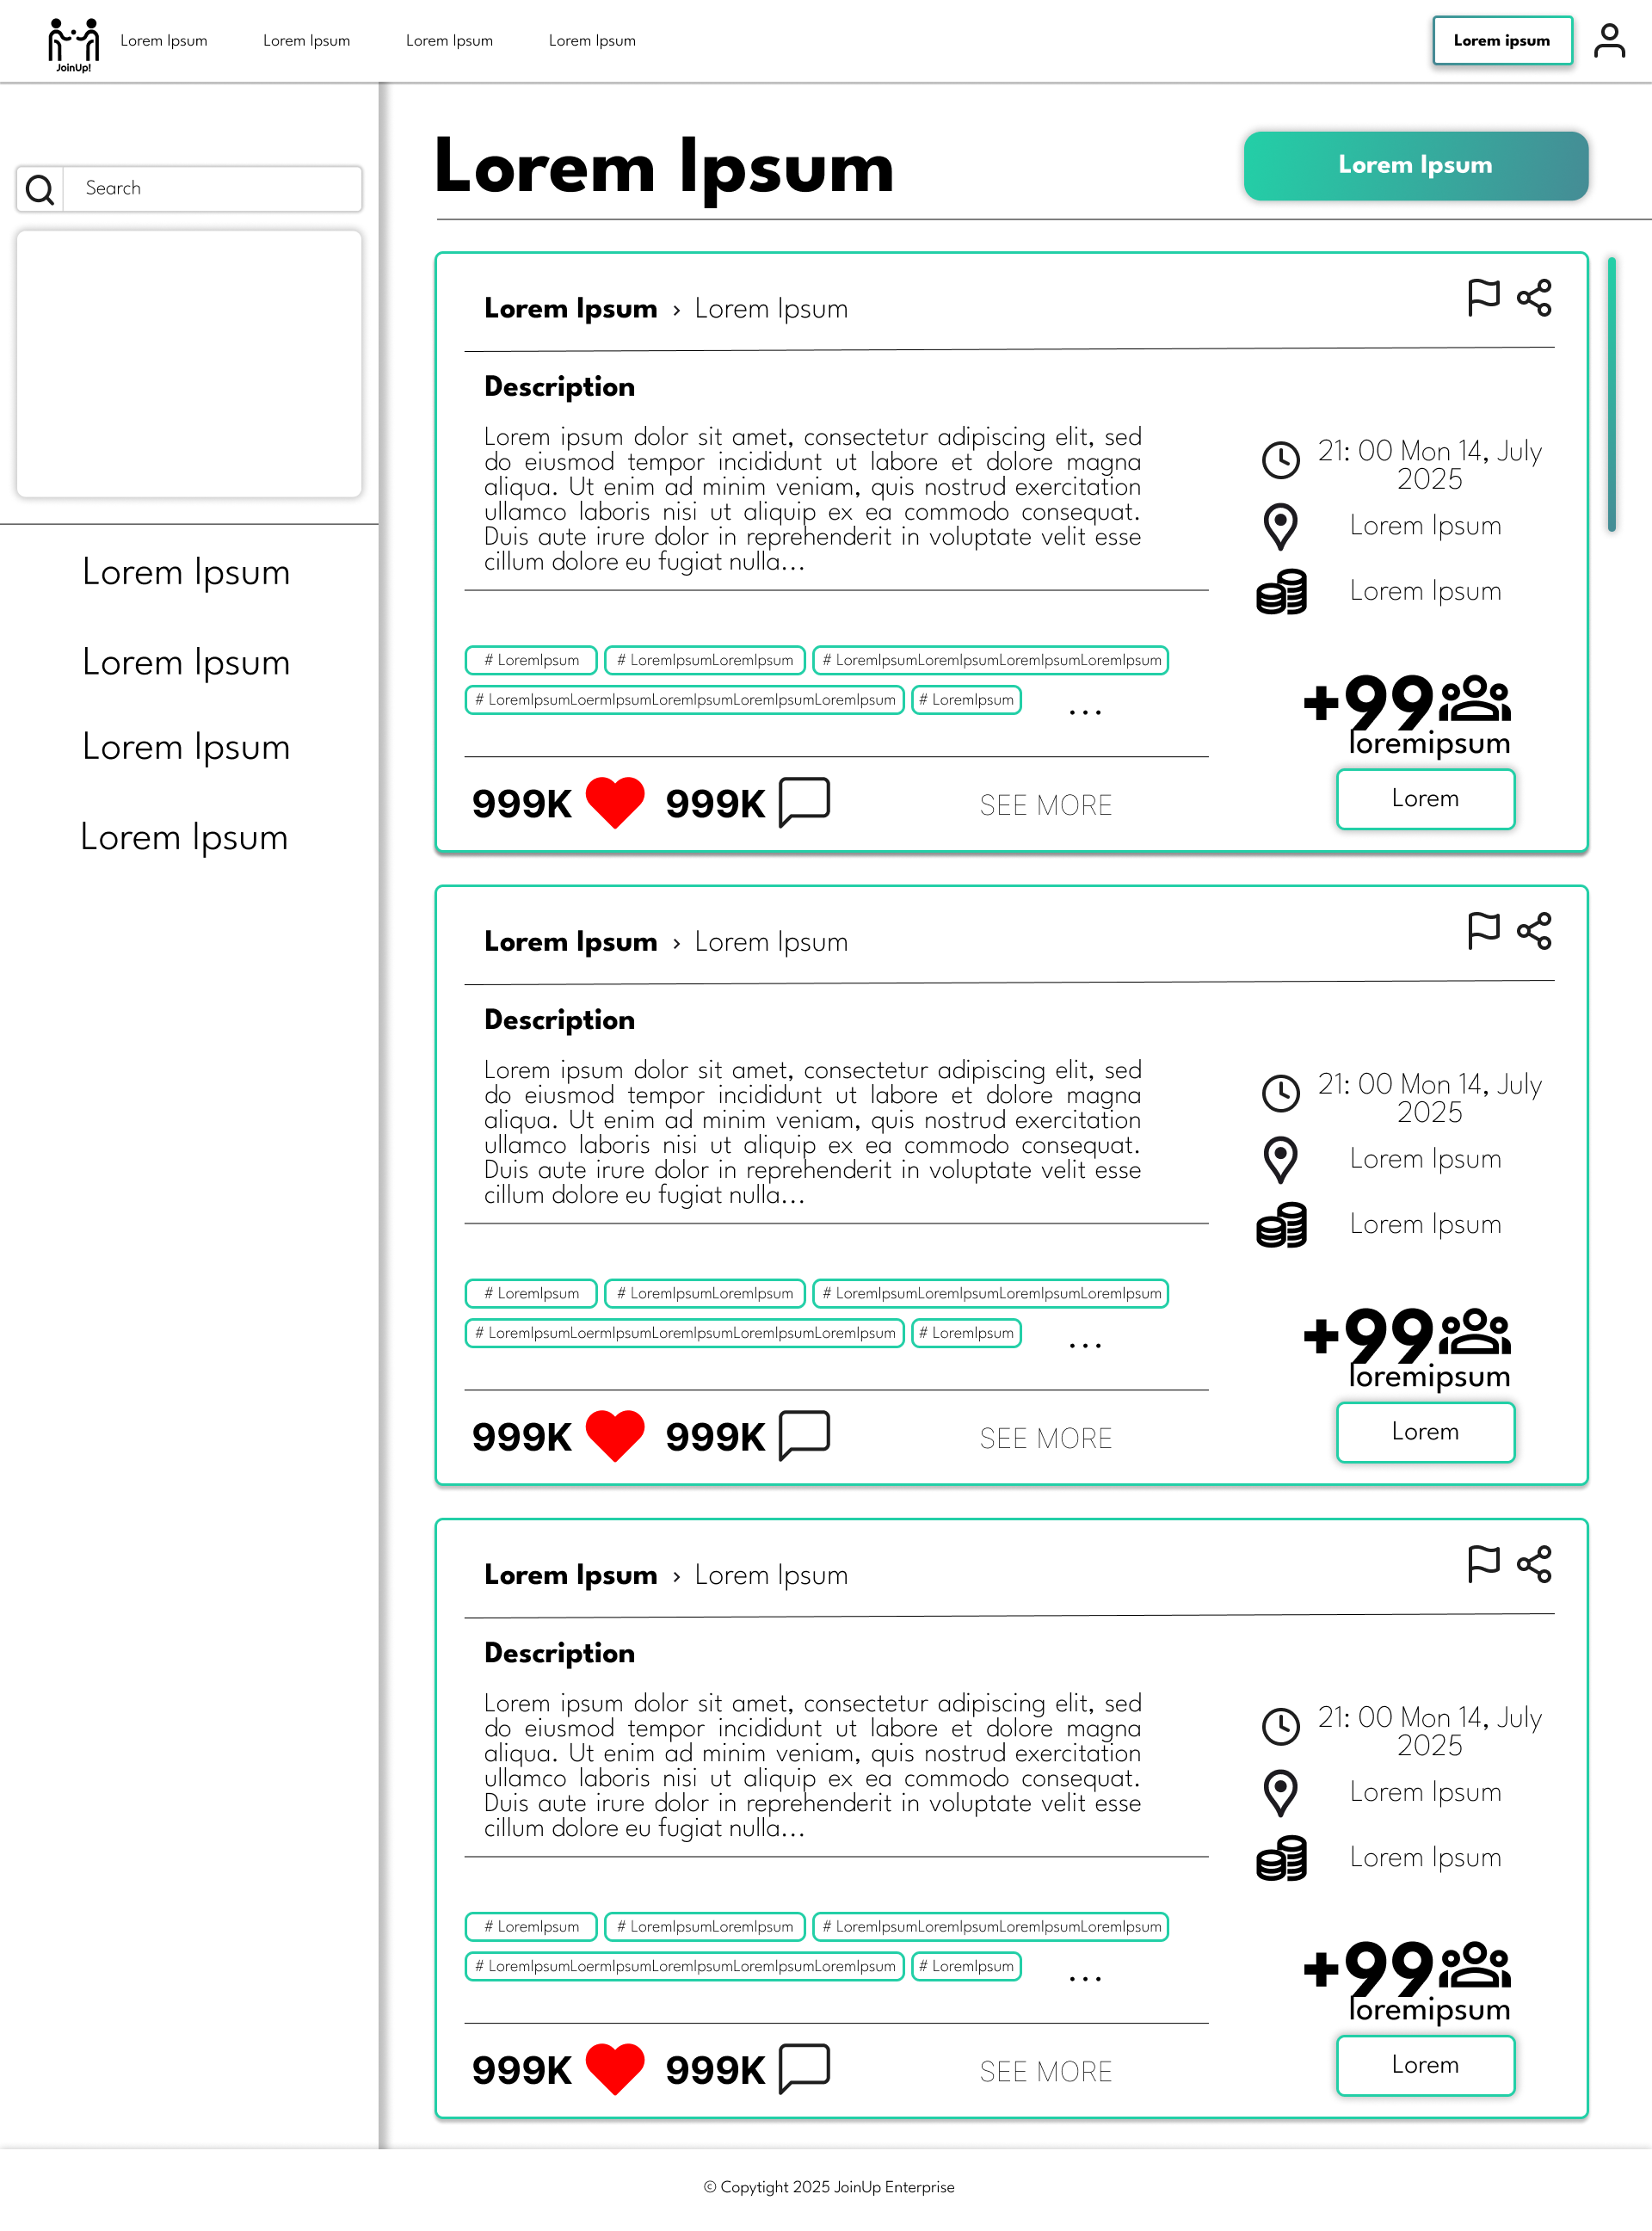 JoinUp!
Lorem Ipsum
Lorem Ipsum
Lorem Ipsum
Lorem Ipsum
Lorem ipsum
Search
Lorem Ipsum
Lorem Ipsum
Lorem Ipsum
Lorem Ipsum
Lorem Ipsum
Lorem Ipsum
Lorem Ipsum › Lorem Ipsum
Description
Lorem ipsum dolor sit amet, consectetur adipiscing elit, sed
do eiusmod tempor incididunt ut labore et dolore magna
aliqua. Ut enim ad minim veniam, quis nostrud exercitation
ullamco laboris nisi ut aliquip ex ea commodo consequat.
Duis aute irure dolor in reprehenderit in voluptate velit esse
cillum dolore eu fugiat nulla...
21: 00 Mon 14, July
2025
Lorem Ipsum
Lorem Ipsum
# LoremIpsum
# LoremIpsumLoremIpsum
# LoremIpsumLoremIpsumLoremIpsumLoremIpsum
# LoremIpsumLoermIpsumLoremIpsumLoremIpsumLoremIpsum
# LoremIpsum
...
+99
loremipsum
999K
999K
SEE MORE
Lorem
Lorem Ipsum › Lorem Ipsum
Description
Lorem ipsum dolor sit amet, consectetur adipiscing elit, sed
do eiusmod tempor incididunt ut labore et dolore magna
aliqua. Ut enim ad minim veniam, quis nostrud exercitation
ullamco laboris nisi ut aliquip ex ea commodo consequat.
Duis aute irure dolor in reprehenderit in voluptate velit esse
cillum dolore eu fugiat nulla...
21: 00 Mon 14, July
2025
Lorem Ipsum
Lorem Ipsum
# LoremIpsum
# LoremIpsumLoremIpsum
# LoremIpsumLoremIpsumLoremIpsumLoremIpsum
# LoremIpsumLoermIpsumLoremIpsumLoremIpsumLoremIpsum
# LoremIpsum
...
+99
loremipsum
999K
999K
SEE MORE
Lorem
Lorem Ipsum › Lorem Ipsum
Description
Lorem ipsum dolor sit amet, consectetur adipiscing elit, sed
do eiusmod tempor incididunt ut labore et dolore magna
aliqua. Ut enim ad minim veniam, quis nostrud exercitation
ullamco laboris nisi ut aliquip ex ea commodo consequat.
Duis aute irure dolor in reprehenderit in voluptate velit esse
cillum dolore eu fugiat nulla...
21: 00 Mon 14, July
2025
Lorem Ipsum
Lorem Ipsum
# LoremIpsum
# LoremIpsumLoremIpsum
# LoremIpsumLoremIpsumLoremIpsumLoremIpsum
# LoremIpsumLoermIpsumLoremIpsumLoremIpsumLoremIpsum
# LoremIpsum
...
+99
loremipsum
999K
999K
SEE MORE
Lorem
© Copytight 2025 JoinUp Enterprise